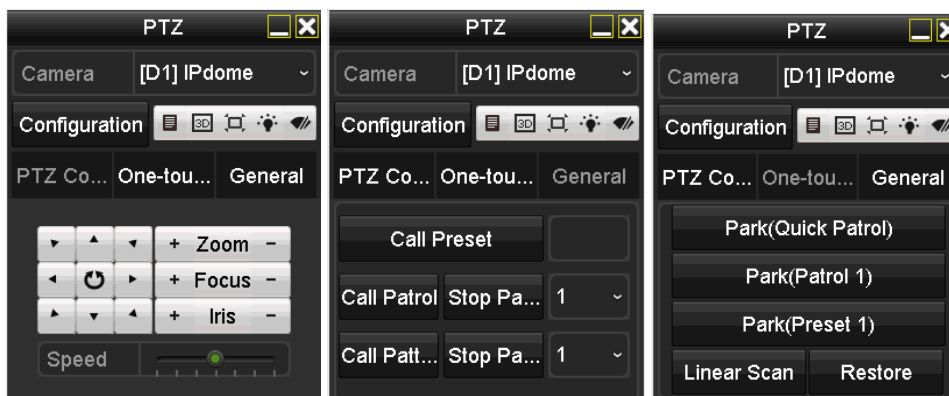 PTZ
Camera [D1] IPdome
Configuration 3D
PTZ Co... One-tou... General
+ Zoom -
+ Focus -
+ Iris -
Speed
PTZ
Camera [D1] IPdome
Configuration 3D
PTZ Co... One-tou... General
Call Preset
Call Patrol Stop Pa... 1
Call Patt... Stop Pa... 1
PTZ
Camera [D1] IPdome
Configuration 3D
PTZ Co... One-tou... General
Park(Quick Patrol)
Park(Patrol 1)
Park(Preset 1)
Linear Scan Restore